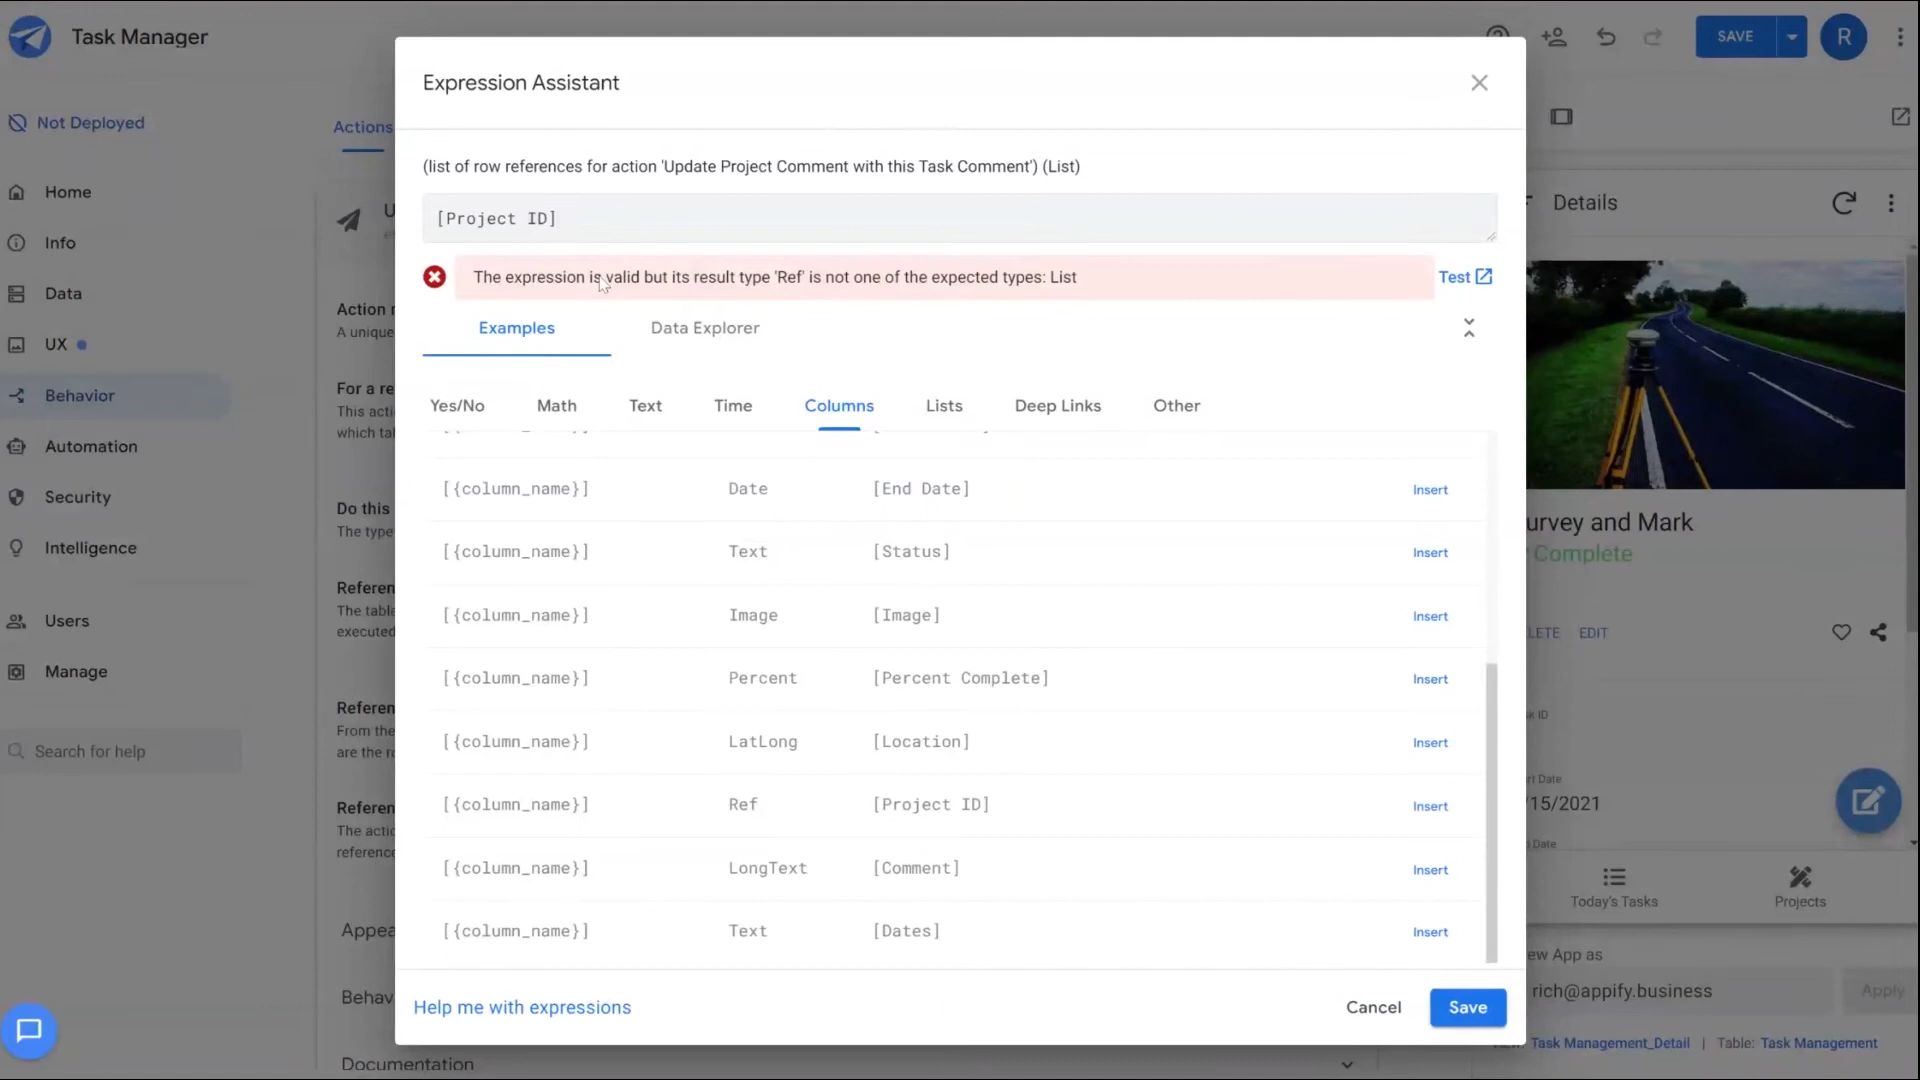 Task Manager
SAVE
R
Not Deployed
Actions
Home
Info
Data
UX
Behavior
Automation
Security
Intelligence
Users
Manage
Search for help
U
Action
A unique
For a re
This acti
which tal
Do this
The type
Referen
The table
executed
Referen
From the
are the r
Referen
The actic
reference
Appea
Behav
Documentation
Expression Assistant
(list of row references for action 'Update Project Comment with this Task Comment') (List)
[Project ID]
The expression is valid but its result type 'Ref' is not one of the expected types: List
Test
Examples Data Explorer
Yes/No Math Text Time Columns Lists Deep Links Other
[{column_name}] Date [End Date] Insert
[{column_name}] Text [Status] Insert
[{column_name}] Image [Image] Insert
[{column_name}] Percent [Percent Complete] Insert
[{column_name}] LatLong [Location] Insert
[{column_name}] Ref [Project ID] Insert
[{column_name}] LongText [Comment] Insert
[{column_name}] Text [Dates] Insert
Help me with expressions
Cancel Save
Details
urvey and Mark
Complete
LETE EDIT
sk ID
rt Date
/15/2021
Date
Today's Tasks Projects
ew App as
rich@appify.business Apply
Task Management_Detail | Table: Task Management